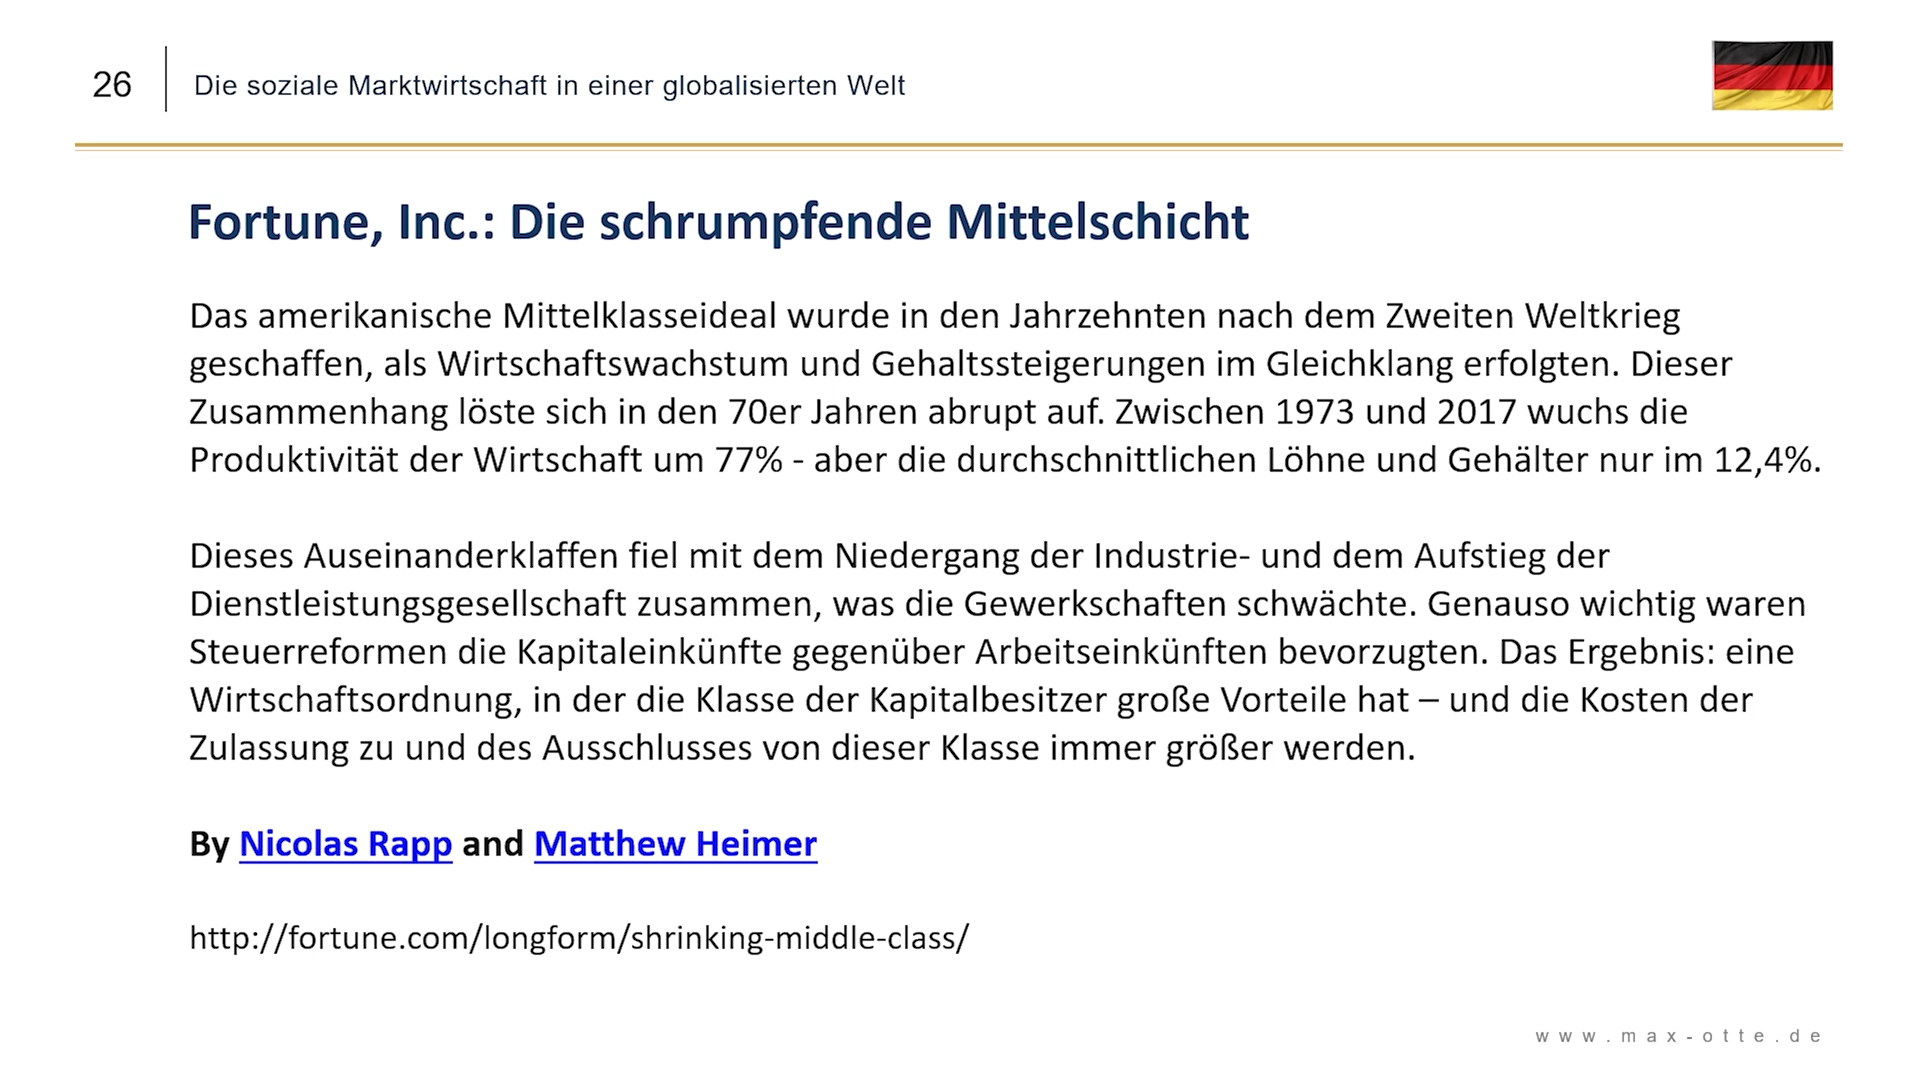 26
Die soziale Marktwirtschaft in einer globalisierten Welt
Fortune, Inc.: Die schrumpfende Mittelschicht
Das amerikanische Mittelklasseideal wurde in den Jahrzehnten nach dem Zweiten Weltkrieg
geschaffen, als Wirtschaftswachstum und Gehaltssteigerungen im Gleichklang erfolgten. Dieser
Zusammenhang löste sich in den 70er Jahren abrupt auf. Zwischen 1973 und 2017 wuchs die
Produktivität der Wirtschaft um 77% - aber die durchschnittlichen Löhne und Gehälter nur im 12,4%.
Dieses Auseinanderklaffen fiel mit dem Niedergang der Industrie- und dem Aufstieg der
Dienstleistungsgesellschaft zusammen, was die Gewerkschaften schwächte. Genauso wichtig waren
Steuerreformen die Kapitaleinkünfte gegenüber Arbeitseinkünften bevorzugten. Das Ergebnis: eine
Wirtschaftsordnung, in der die Klasse der Kapitalbesitzer große Vorteile hat – und die Kosten der
Zulassung zu und des Ausschlusses von dieser Klasse immer größer werden.
By Nicolas Rapp and Matthew Heimer
http://fortune.com/longform/shrinking-middle-class/
www.max-otte.de